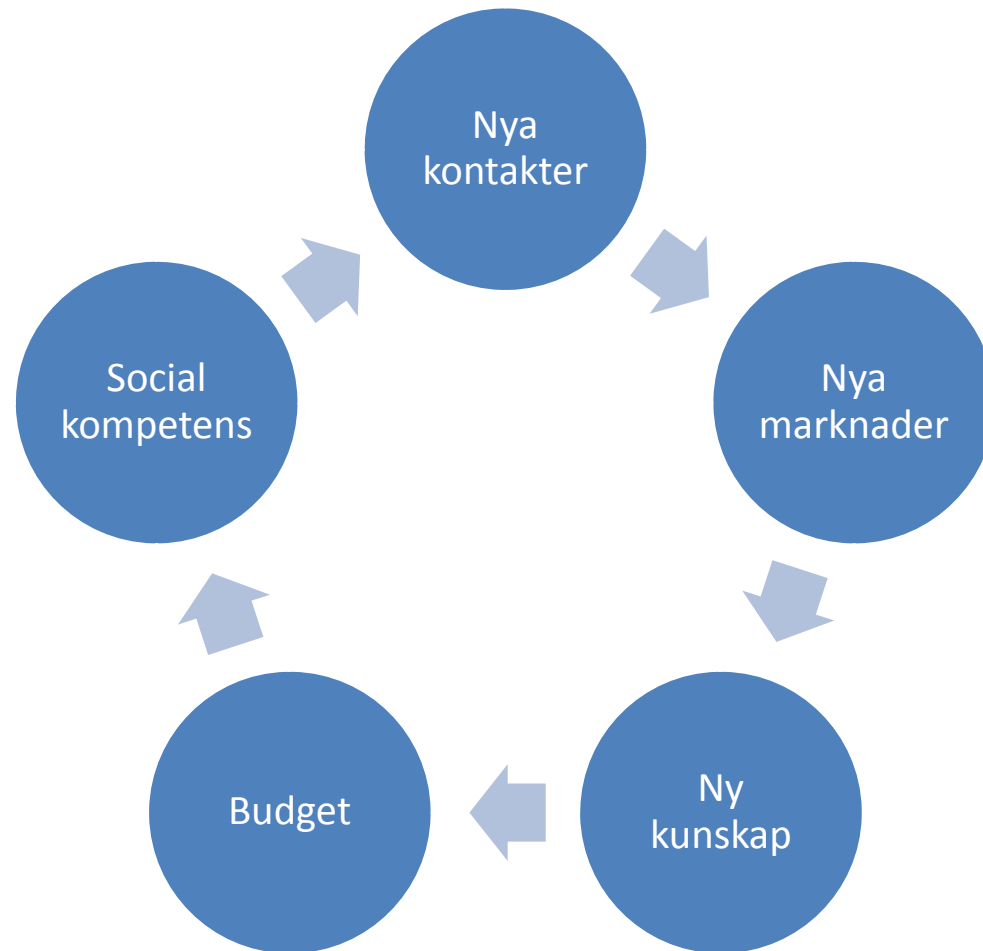 Nya
kontakter
Nya
marknader
Ny
kunskap
Budget
Social
kompetens